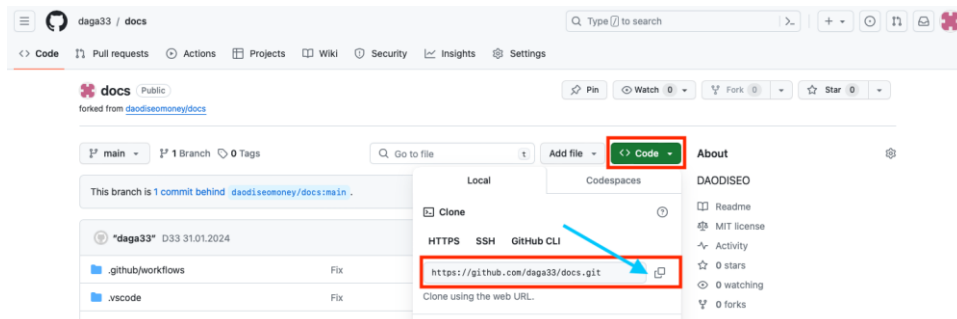 daga33 / docs
Type / to search
Code Pull requests Actions Projects Wiki Security Insights Settings
docs Public
Pin Watch 0 Fork 0 Star 0
forked from daodiseomoney/docs
main 1 Branch 0 Tags Go to file t Add file <> Code About
This branch is 1 commit behind daodiseomoney/docs:main .
Local Codespaces
DAODISEO
Clone
Readme
MIT license
"daga33" D33 31.01.2024
HTTPS SSH GitHub CLI
Activity
.github/workflows Fix
https://github.com/daga33/docs.git
0 stars
0 watching
.vscode Fix
Clone using the web URL.
0 forks